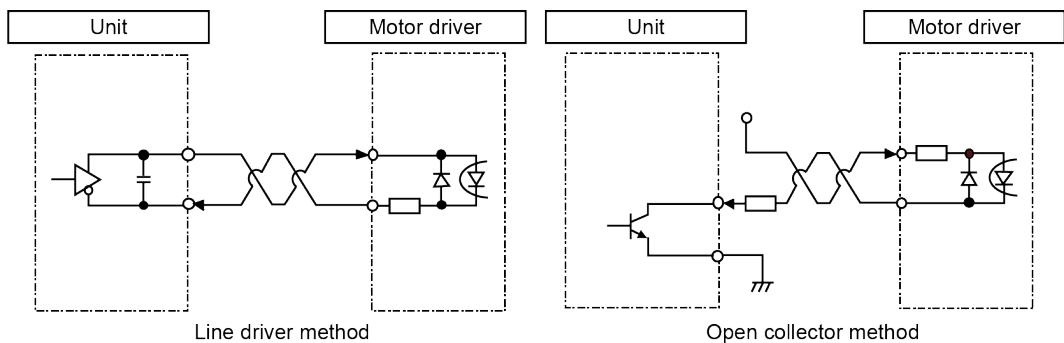 Unit
Motor driver
Unit
Motor driver
Line driver method
Open collector method